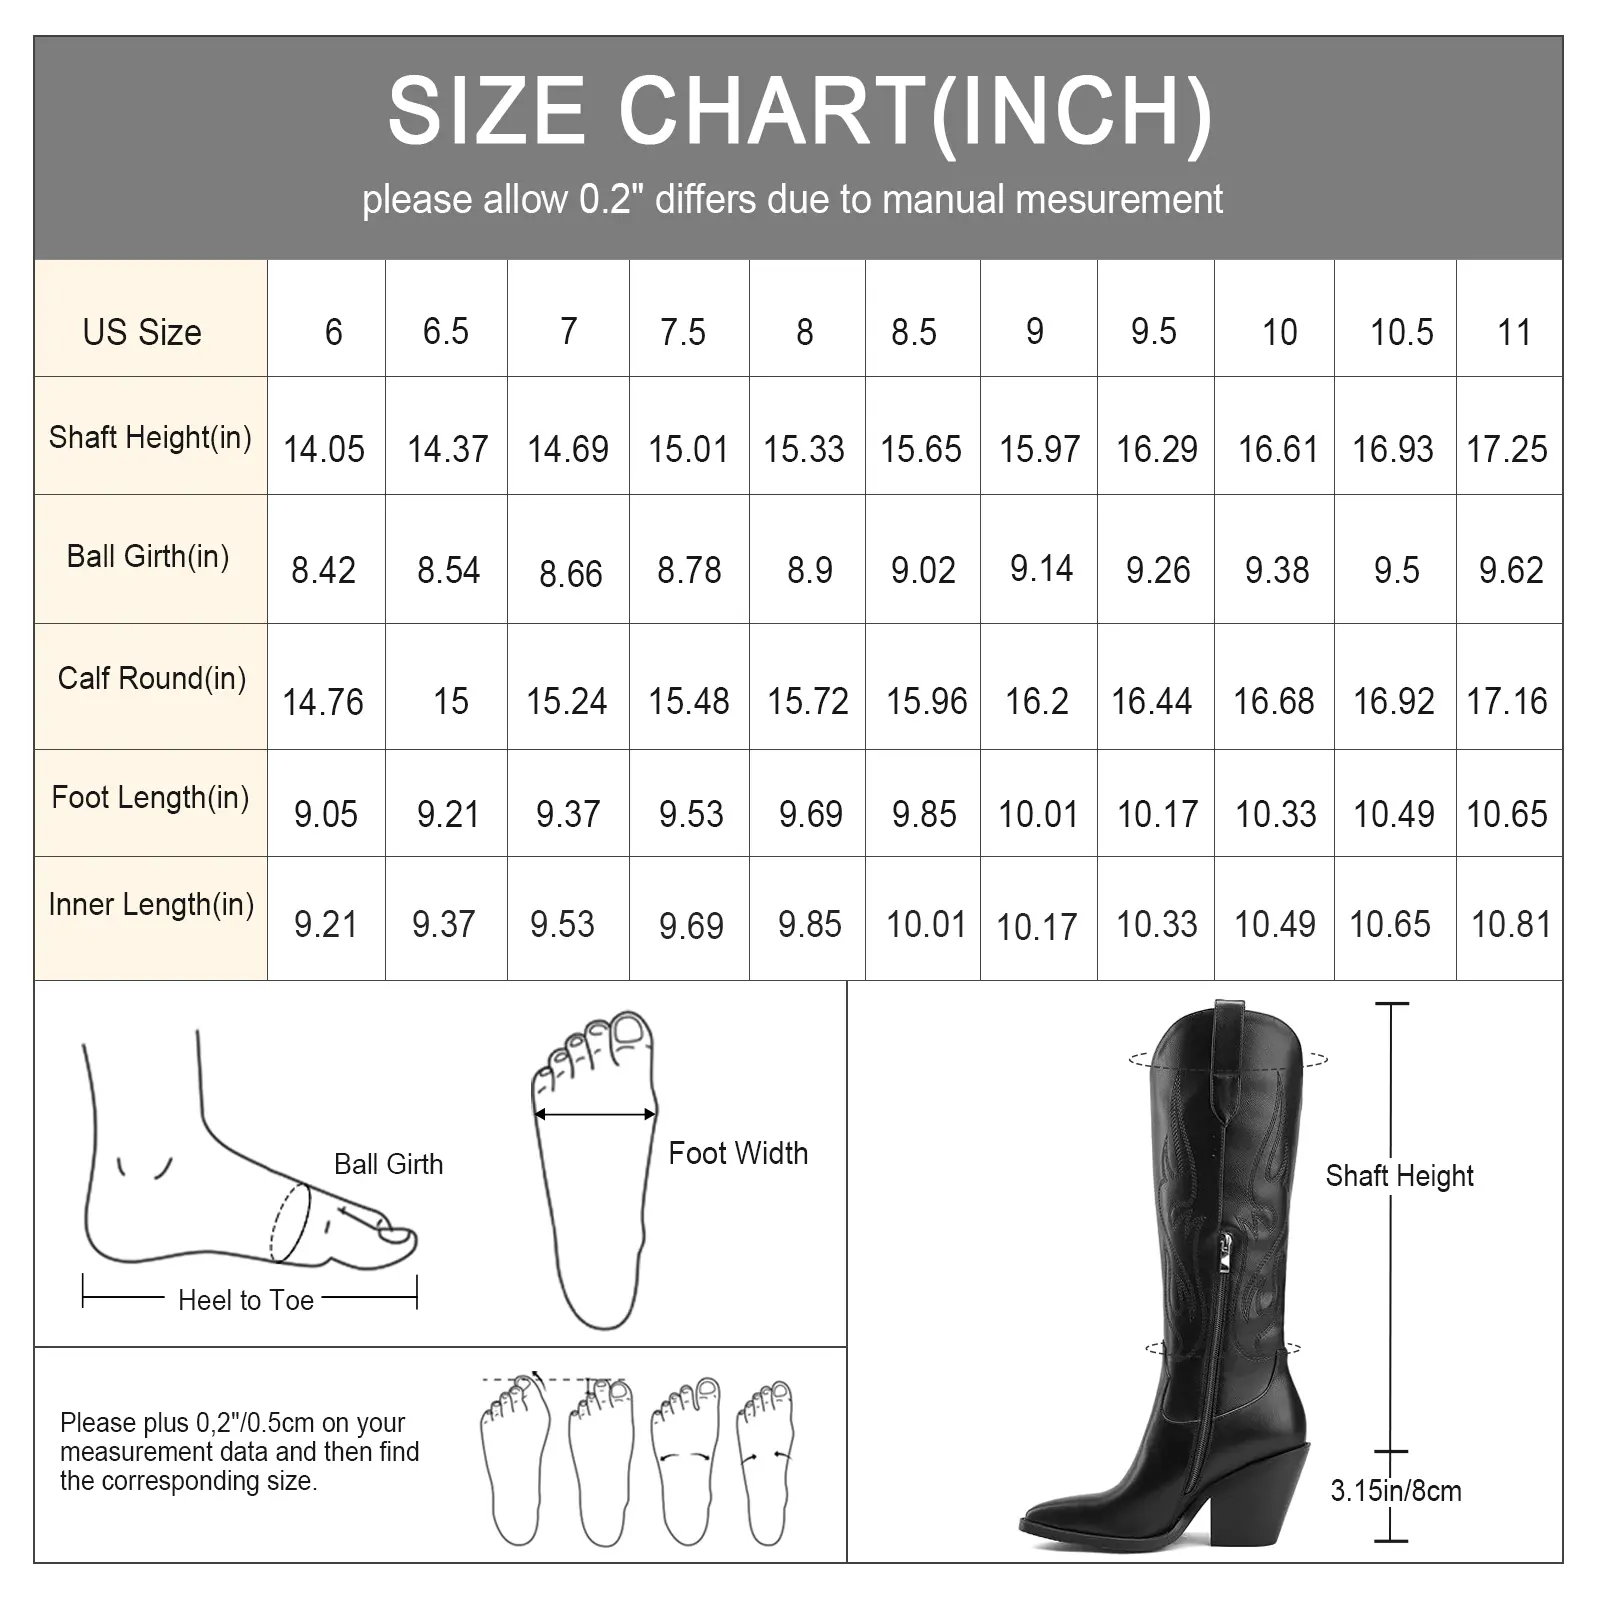 SIZE CHART(INCH)
please allow 0.2" differs due to manual mesurement
US Size 6 6.5 7 7.5 8 8.5 9 9.5 10 10.5 11
Shaft Height(in) 14.05 14.37 14.69 15.01 15.33 15.65 15.97 16.29 16.61 16.93 17.25
Ball Girth(in) 8.42 8.54 8.66 8.78 8.9 9.02 9.14 9.26 9.38 9.5 9.62
Calf Round(in) 14.76 15 15.24 15.48 15.72 15.96 16.2 16.44 16.68 16.92 17.16
Foot Length(in) 9.05 9.21 9.37 9.53 9.69 9.85 10.01 10.17 10.33 10.49 10.65
Inner Length(in) 9.21 9.37 9.53 9.69 9.85 10.01 10.17 10.33 10.49 10.65 10.81
Ball Girth
Heel to Toe
Foot Width
Please plus 0,2"/0.5cm on your
measurement data and then find
the corresponding size.
Shaft Height
3.15in/8cm